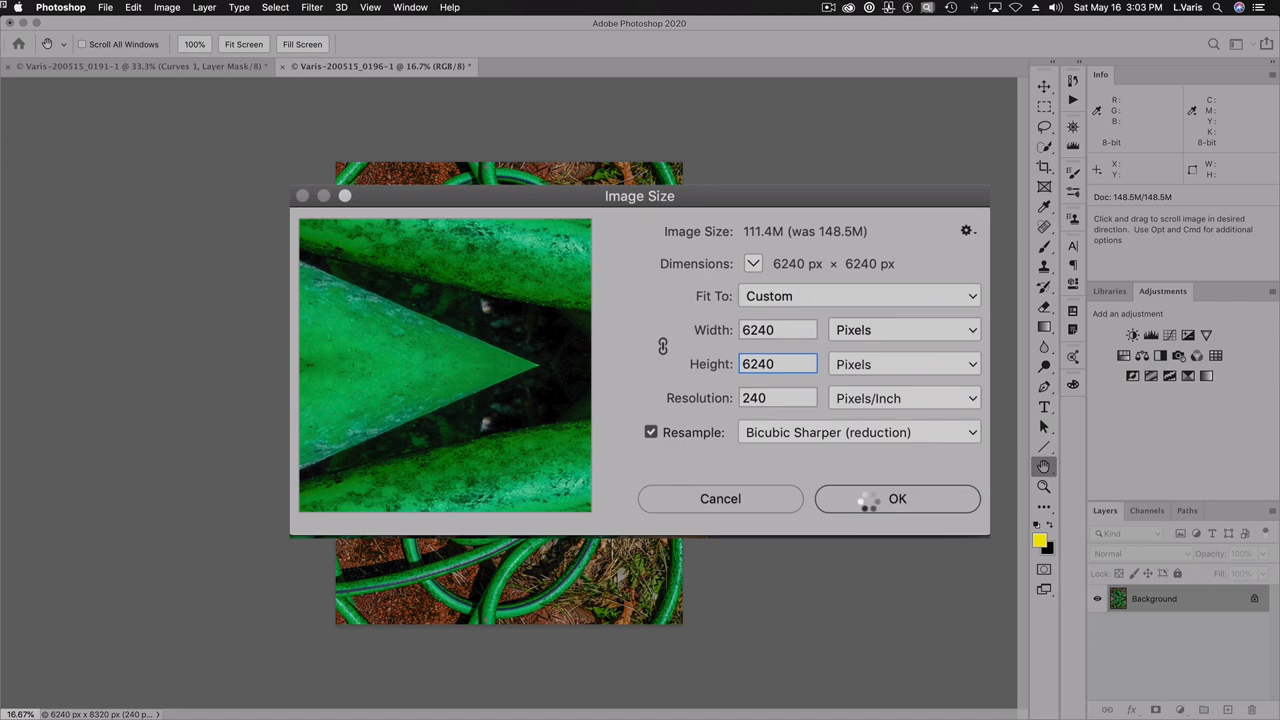 Photoshop File Edit Image Layer Type Select Filter 3D View Window Help Sat May 16 3:03 PM L.Varis
Adobe Photoshop 2020
Scroll All Windows 100% Fit Screen Fill Screen
× © Varis-200515_0191-1 @ 33.3% (Curves 1, Layer Mask/8) * × © Varis-200515_0196-1 @ 16.7% (RGB/8) *
Info
R: C:
G: M:
B: Y:
K:
8-bit 8-bit
X: W:
Y: H:
Doc: 148.5M/148.5M
Click and drag to scroll image in desired
direction. Use Opt and Cmd for additional
options
Image Size
Image Size: 111.4M (was 148.5M)
Dimensions: 6240 px × 6240 px
Fit To: Custom
Width: 6240 Pixels
Height: 6240 Pixels
Resolution: 240 Pixels/Inch
Resample: Bicubic Sharper (reduction)
Cancel OK
Libraries Adjustments
Add an adjustment
Layers Channels Paths
Kind
Normal Opacity: 100%
Lock: Fill: 100%
Background
16.67% © 6240 px x 8320 px (240 p... >